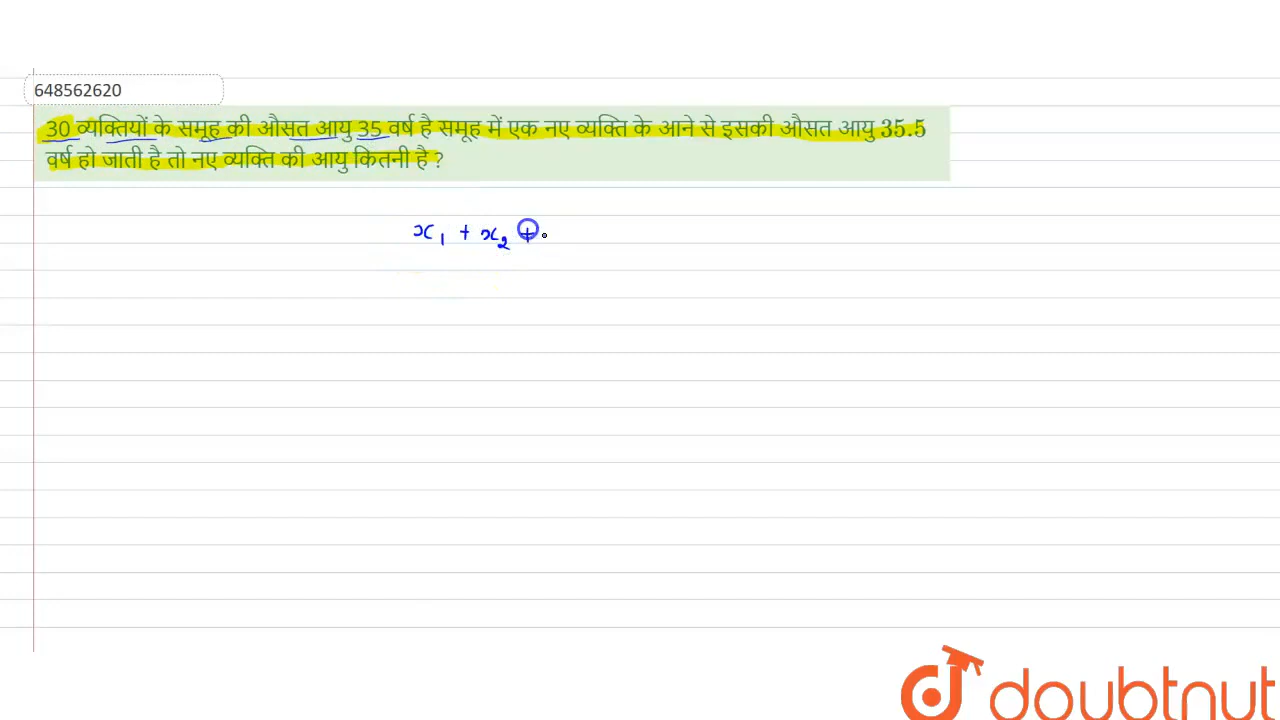 648562620
30 व्यक्तियों के समूह की औसत आयु 35 वर्ष है समूह में एक नए व्यक्ति के आने से इसकी औसत आयु 35.5
वर्ष हो जाती है तो नए व्यक्ति की आयु कितनी है ?
x₁ + x₂ +
doubtnut